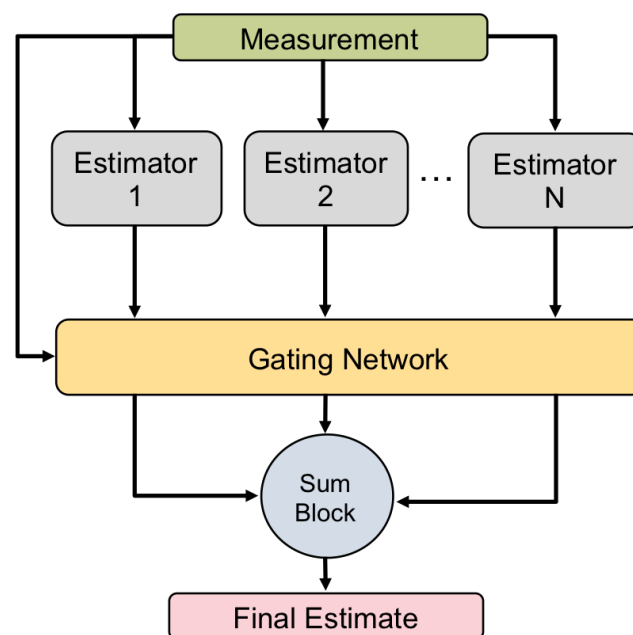 Measurement
Estimator
1
Estimator
2
...
Estimator
N
Gating Network
Sum
Block
Final Estimate